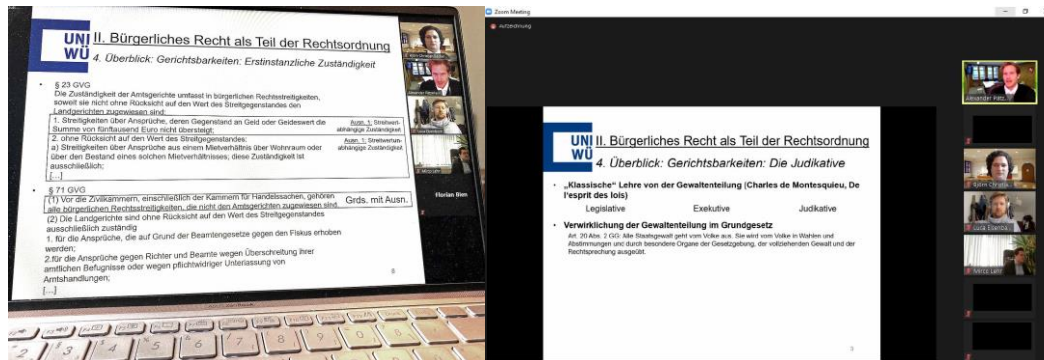 UNI
WÜ
II. Bürgerliches Recht als Teil der Rechtsordnung
4. Überblick: Gerichtsbarkeiten: Erstinstanzliche Zuständigkeit
• § 23 GVG
Die Zuständigkeit der Amtsgerichte umfasst in bürgerlichen Rechtsstreitigkeiten,
soweit sie nicht ohne Rücksicht auf den Wert des Streitgegenstandes den
Landgerichten zugewiesen sind:
1. Streitigkeiten über Ansprüche, deren Gegenstand an Geld oder Geldeswert die
Summe von fünftausend Euro nicht übersteigt;
Ausn. 1: Streitwert-
abhängige Zuständigkeit
2. ohne Rücksicht auf den Wert des Streitgegenstandes:
a) Streitigkeiten über Ansprüche aus einem Mietverhältnis über Wohnraum oder
über den Bestand eines solchen Mietverhältnisses; diese Zuständigkeit ist
ausschließlich;
[...]
• § 71 GVG
(1) Vor die Zivilkammern, einschließlich der Kammern für Handelssachen, gehören
alle bürgerlichen Rechtsstreitigkeiten, die nicht den Amtsgerichten zugewiesen sind.
Grds. mit Ausn.
(2) Die Landgerichte sind ohne Rücksicht auf den Wert des Streitgegenstandes
ausschließlich zuständig
1. für die Ansprüche, die auf Grund der Beamtengesetze gegen den Fiskus erhoben
werden;
2.für die Ansprüche gegen Richter und Beamte wegen Überschreitung ihrer
amtlichen Befugnisse oder wegen pflichtwidriger Unterlassung von
Amtshandlungen;
[...]
8
Florian Bien
Zoom Meeting
Aufzeichnung
UNI
WÜ
II. Bürgerliches Recht als Teil der Rechtsordnung
4. Überblick: Gerichtsbarkeiten: Die Judikative
• „Klassische“ Lehre von der Gewaltenteilung (Charles de Montesquieu, De
l'esprit des lois)
Legislative Exekutive Judikative
• Verwirklichung der Gewaltenteilung im Grundgesetz
Art. 20 Abs. 2 GG: Alle Staatsgewalt geht vom Volke aus. Sie wird vom Volke in Wahlen und
Abstimmungen und durch besondere Organe der Gesetzgebung, der vollziehenden Gewalt und der
Rechtsprechung ausgeübt.
5
Mirco Lehr